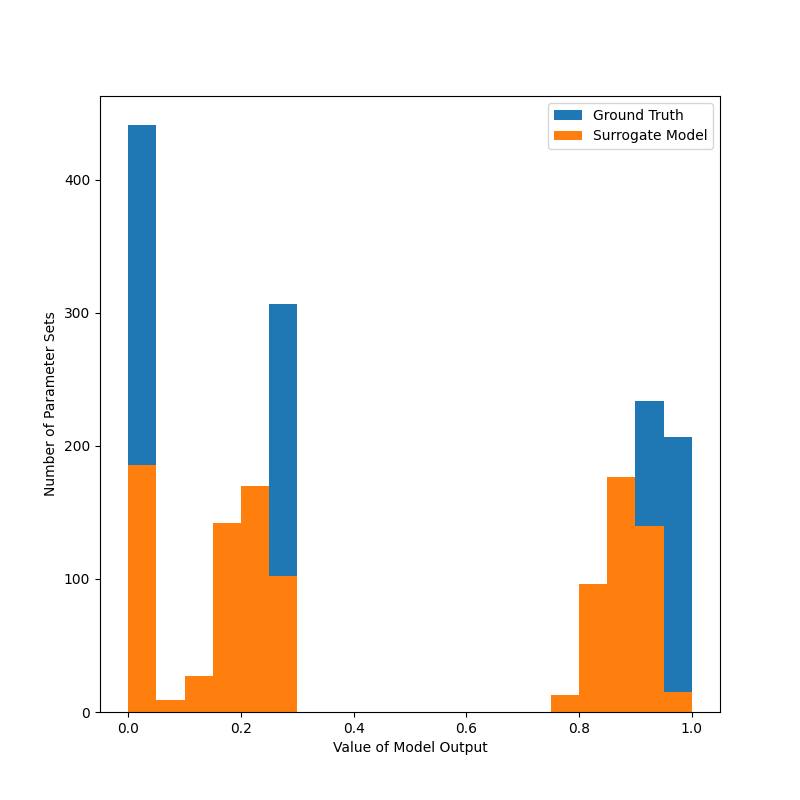 Ground Truth
Surrogate Model
400
300
200
100
0
Number of Parameter Sets
0.0 0.2 0.4 0.6 0.8 1.0
Value of Model Output